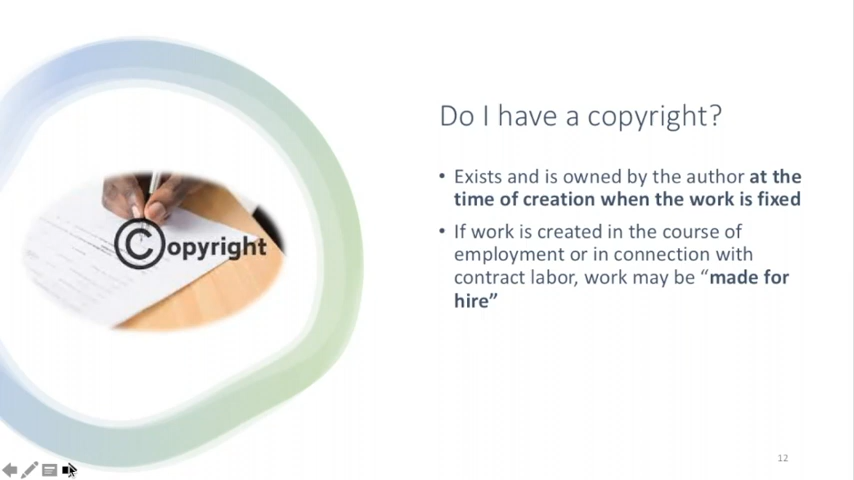 Do I have a copyright?
• Exists and is owned by the author at the
time of creation when the work is fixed
• If work is created in the course of
employment or in connection with
contract labor, work may be “made for
hire”
©opyright
12